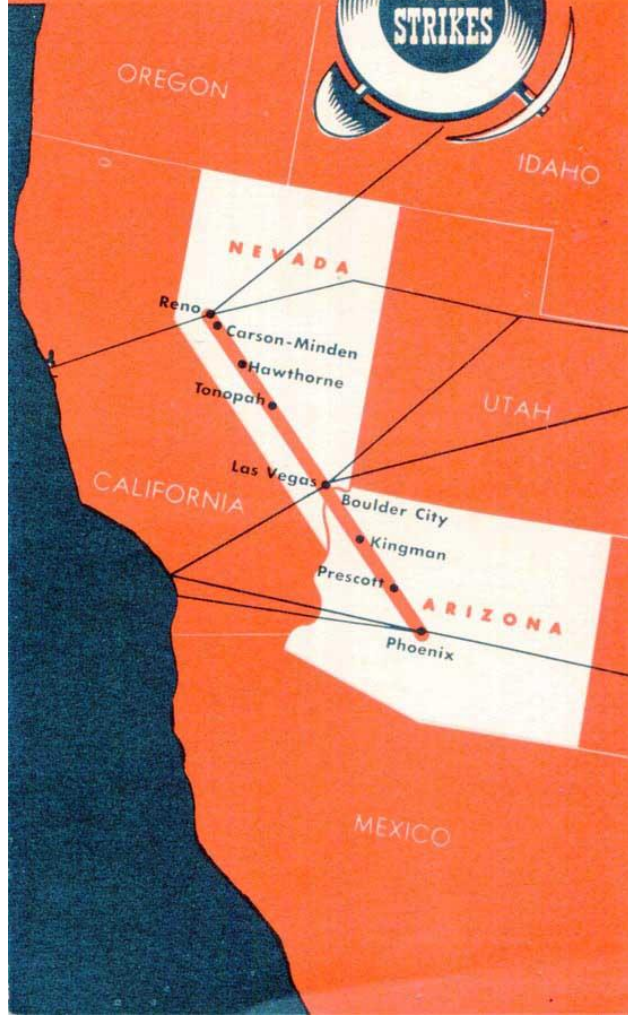 STRIKES
OREGON
IDAHO
NEVADA
Reno
Carson-Minden
Hawthorne
Tonopah
UTAH
Las Vegas
CALIFORNIA
Boulder City
Kingman
Prescott
ARIZONA
Phoenix
MEXICO